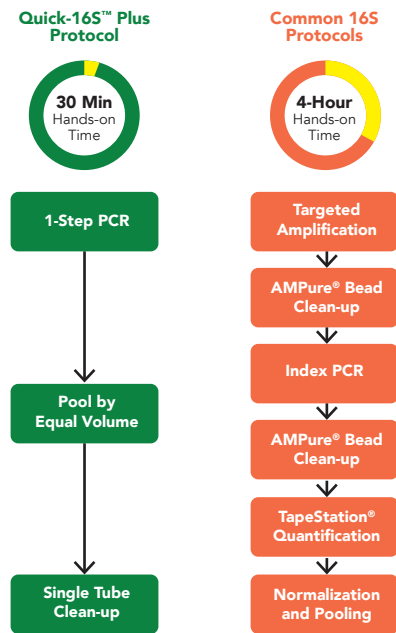 Quick-16S™ Plus
Protocol
30 Min
Hands-on
Time
1-Step PCR
Pool by
Equal Volume
Single Tube
Clean-up
Common 16S
Protocols
4-Hour
Hands-on
Time
Targeted
Amplification
AMPure® Bead
Clean-up
Index PCR
AMPure® Bead
Clean-up
TapeStation®
Quantification
Normalization
and Pooling